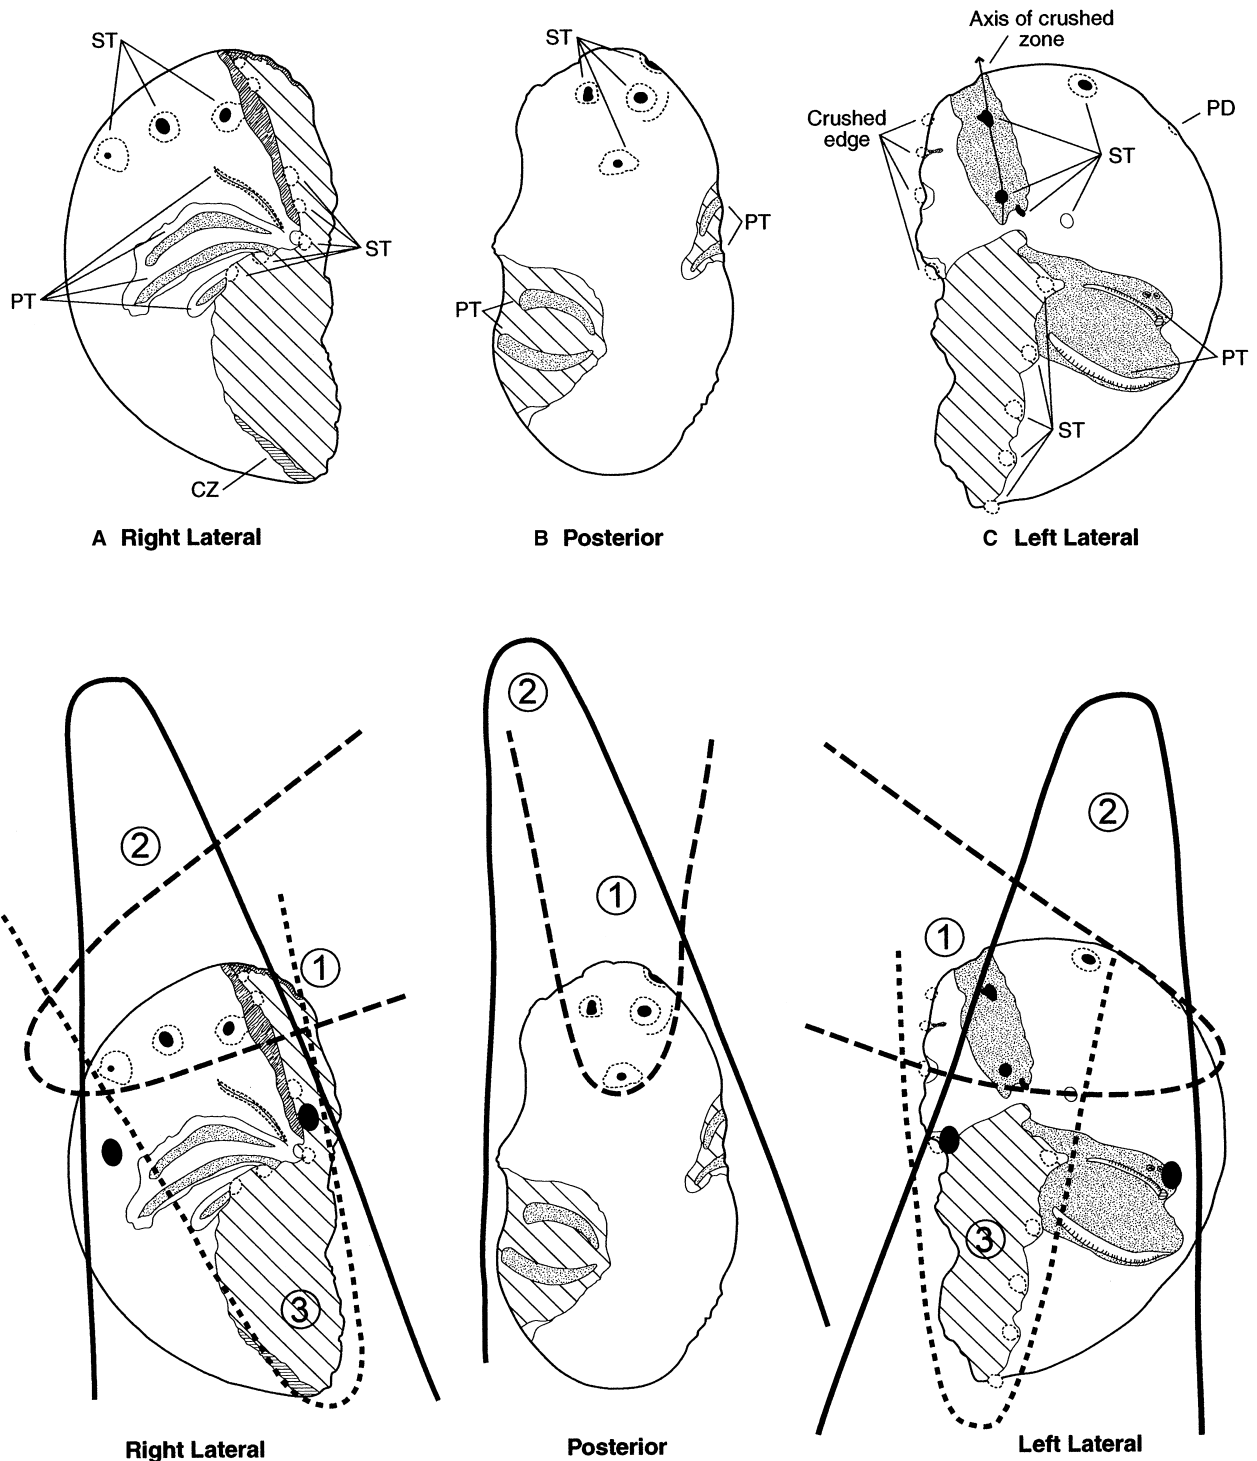 Axis of crushed
zone
ST
ST
PD
Crushed
edge
ST
PT
ST
PT
PT
PT
ST
CZ
A Right Lateral
B Posterior
C Left Lateral
2
2
2
1
1
1
3
3
Right Lateral
Posterior
Left Lateral